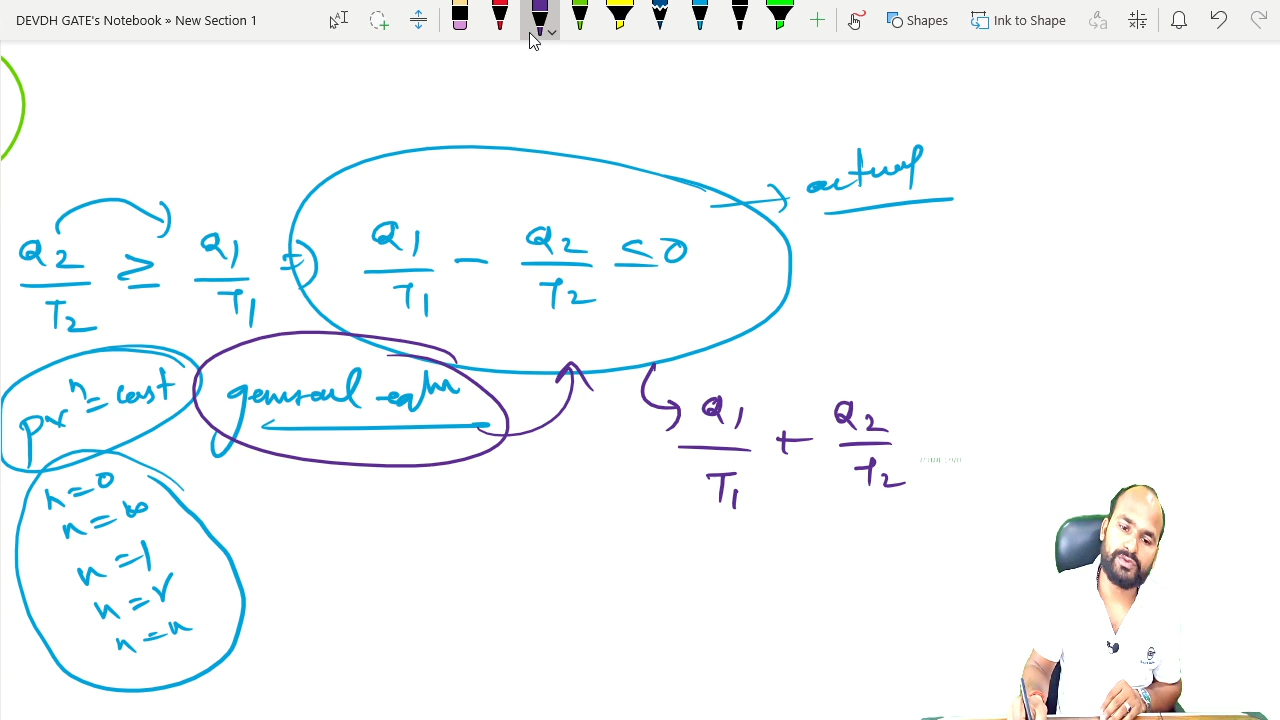 DEVDH GATE's Notebook » New Section 1
Shapes
Ink to Shape
actual
Q2/T2 ≥ Q1/T1 ⇒ Q1/T1 − Q2/T2 ≤ 0
pvⁿ = const
general eqn
Q1/T1 + Q2/T2
n=0
n=∞
n=1
n=γ
n=n